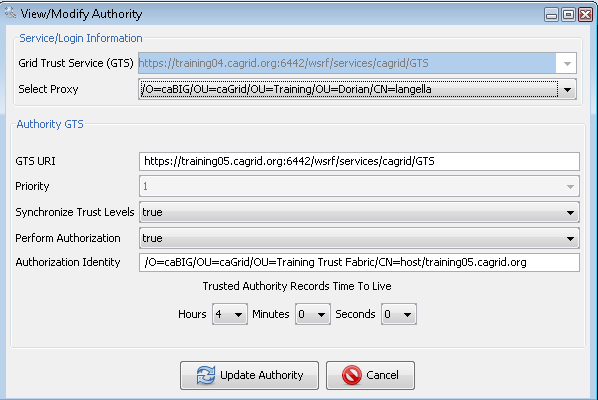 View/Modify Authority
Service/Login Information
Grid Trust Service (GTS) https://training04.cagrid.org:6442/wsrf/services/cagrid/GTS
Select Proxy /O=caBIG/OU=caGrid/OU=Training/OU=Dorian/CN=langella
Authority GTS
GTS URI https://training05.cagrid.org:6442/wsrf/services/cagrid/GTS
Priority 1
Synchronize Trust Levels true
Perform Authorization true
Authorization Identity /O=caBIG/OU=caGrid/OU=Training Trust Fabric/CN=host/training05.cagrid.org
Trusted Authority Records Time To Live
Hours 4 Minutes 0 Seconds 0
Update Authority Cancel